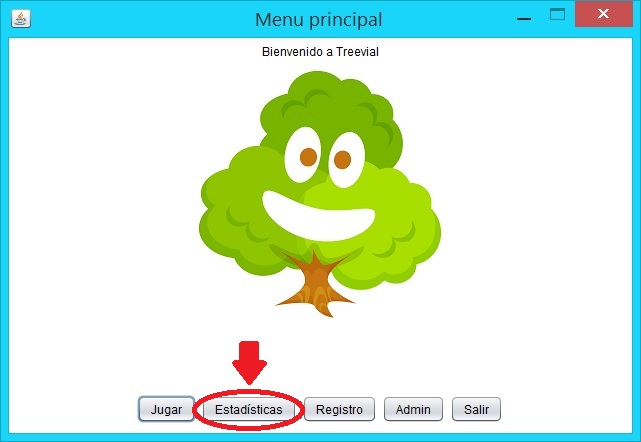 Menu principal
Bienvenido a Treevial
Jugar Estadísticas Registro Admin Salir